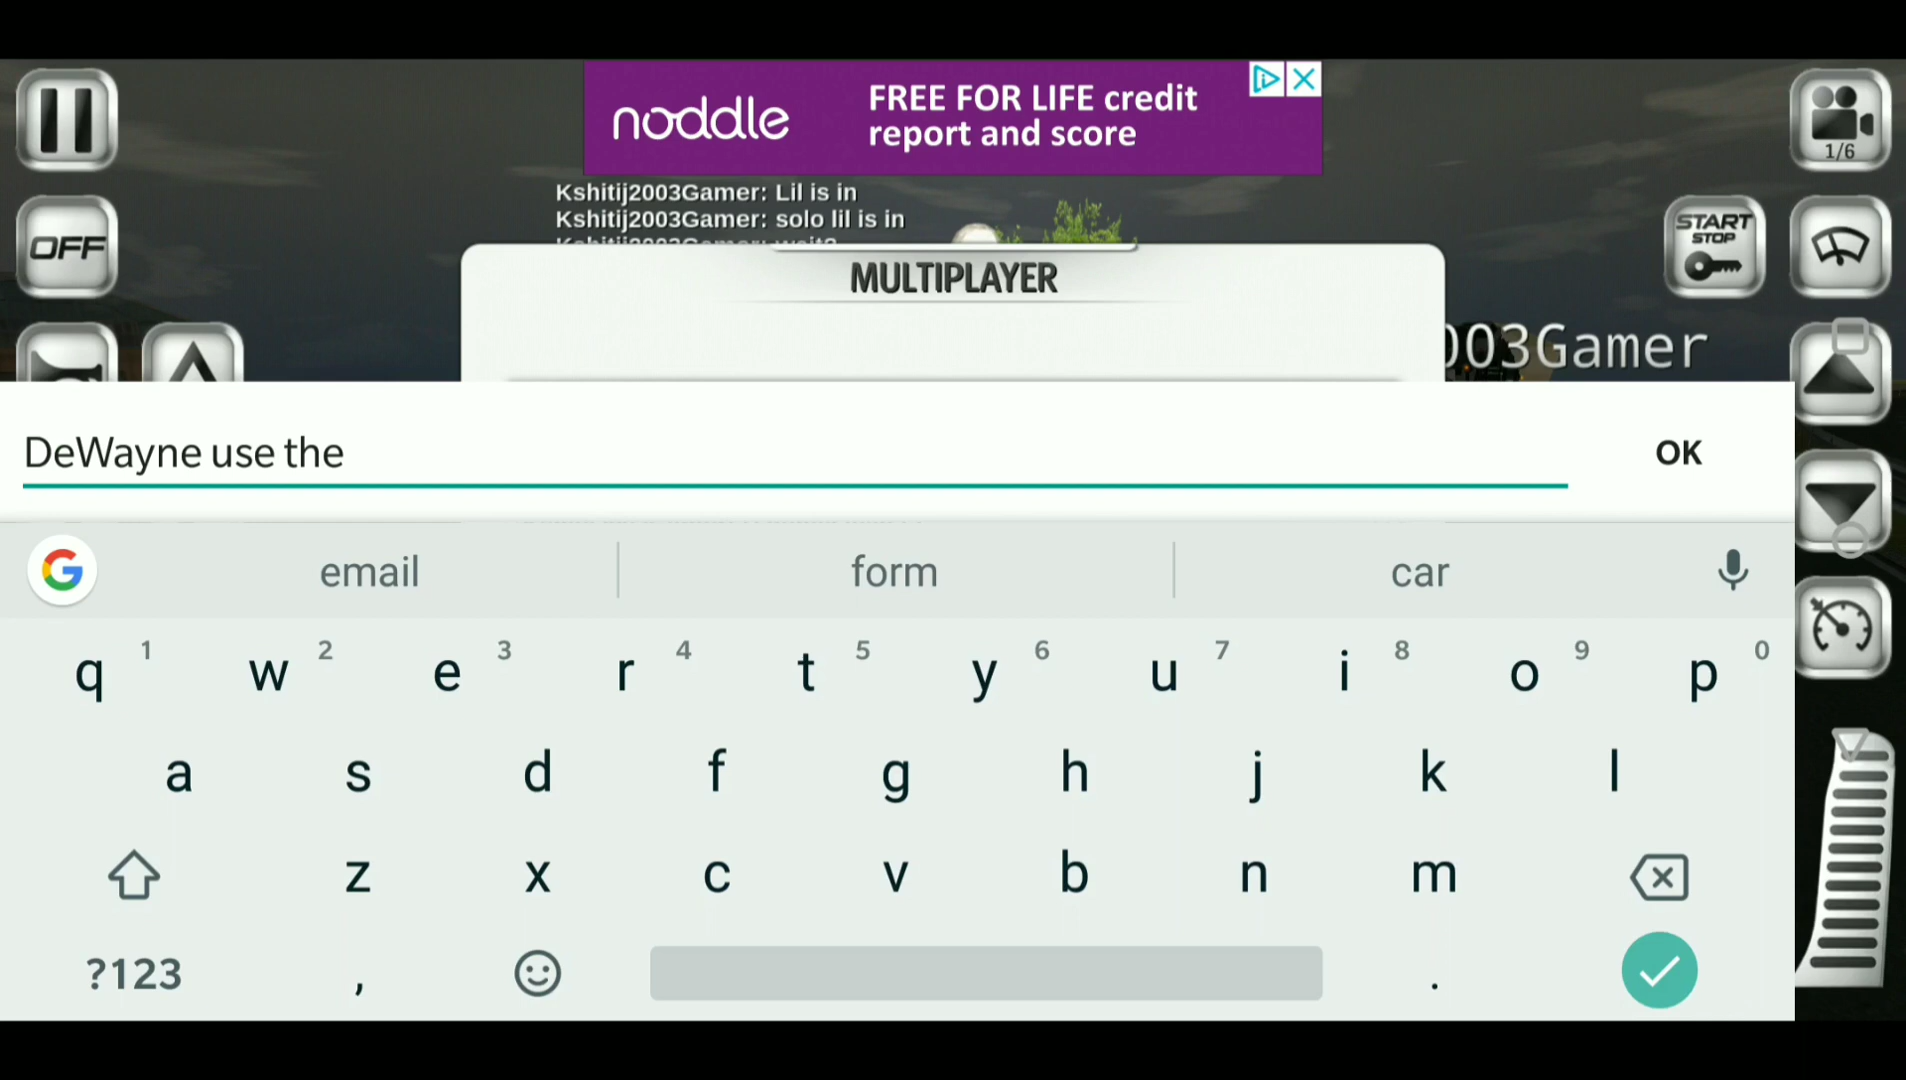 noddle
FREE FOR LIFE credit
report and score
1/6
Kshitij2003Gamer: Lil is in
Kshitij2003Gamer: solo lil is in
OFF
START
STOP
MULTIPLAYER
003Gamer
DeWayne use the
OK
email
form
car
1 2 3 4 5 6 7 8 9 0
q w e r t y u i o p
a s d f g h j k l
z x c v b n m
?123 , .